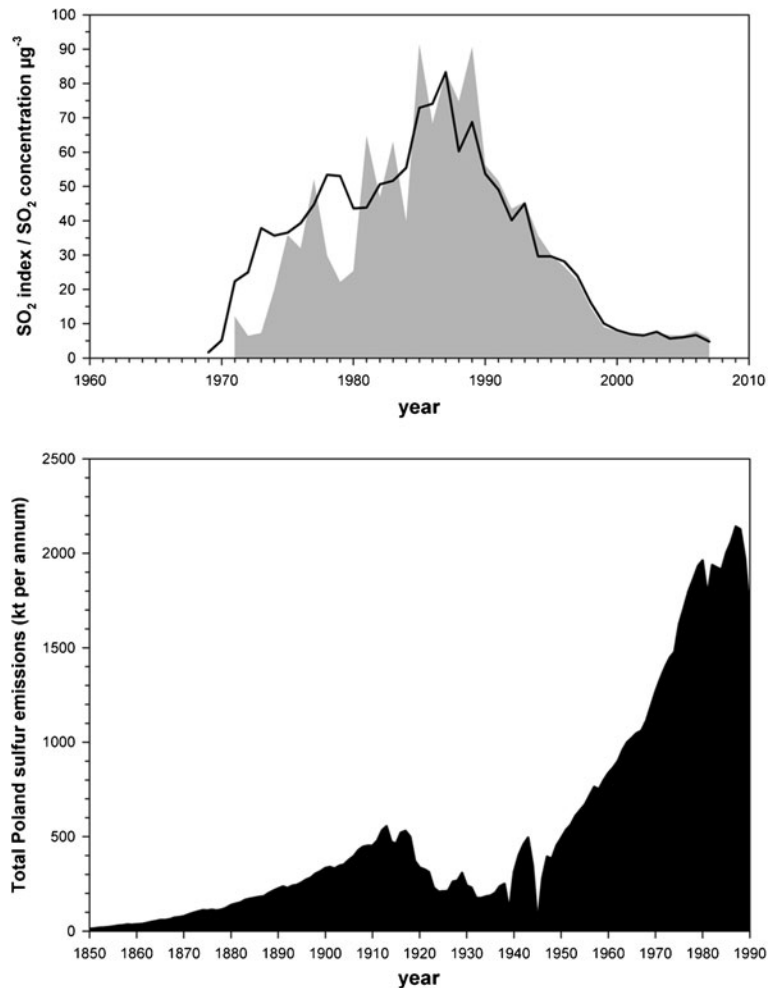 SO₂ index / SO₂ concentration µg⁻³
100
90
80
70
60
50
40
30
20
10
0
1960 1970 1980 1990 2000 2010
year
Total Poland sulfur emissions (kt per annum)
2500
2000
1500
1000
500
0
1850 1860 1870 1880 1890 1900 1910 1920 1930 1940 1950 1960 1970 1980 1990
year